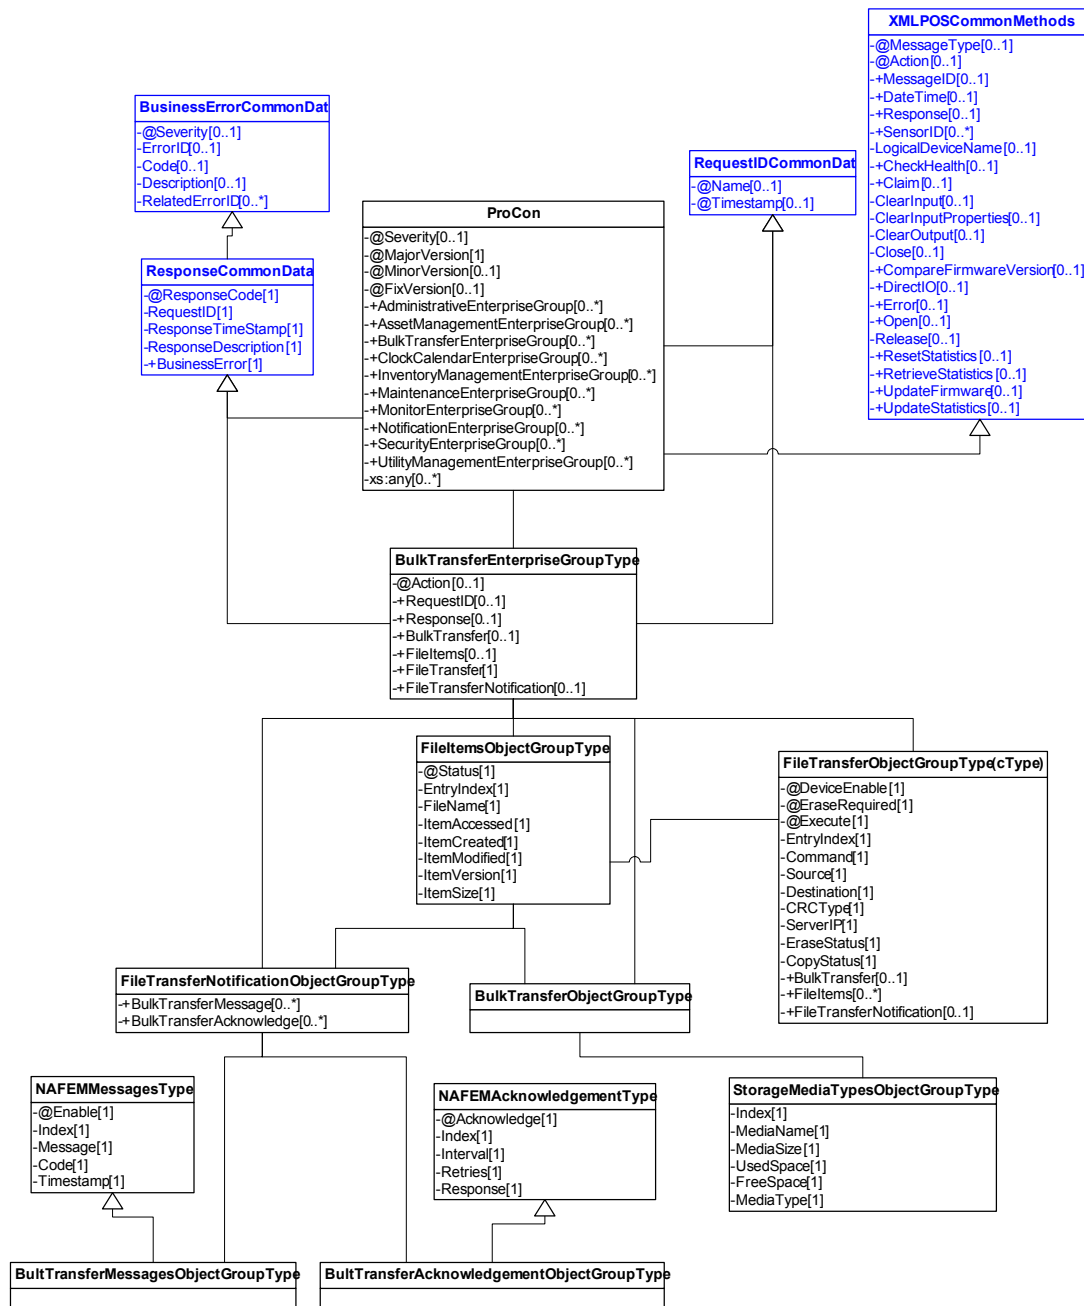 XMLPOSCommonMethods
-@MessageType[0..1]
-@Action[0..1]
-+MessageID[0..1]
-+DateTime[0..1]
-+Response[0..1]
-+SensorID[0..*]
-LogicalDeviceName[0..1]
-+CheckHealth[0..1]
-+Claim[0..1]
-ClearInput[0..1]
-ClearInputProperties[0..1]
-ClearOutput[0..1]
-Close[0..1]
-+CompareFirmwareVersion[0..1]
-+DirectIO[0..1]
-+Error[0..1]
-+Open[0..1]
-Release[0..1]
-+ResetStatistics [0..1]
-+RetrieveStatistics [0..1]
-+UpdateFirmware[0..1]
-+UpdateStatistics[0..1]
BusinessErrorCommonDat
-@Severity[0..1]
-ErrorID[0..1]
-Code[0..1]
-Description[0..1]
-RelatedErrorID[0..*]
RequestIDCommonDat
-@Name[0..1]
-@Timestamp[0..1]
ProCon
-@Severity[0..1]
-@MajorVersion[1]
-@MinorVersion[0..1]
-@FixVersion[0..1]
-+AdministrativeEnterpriseGroup[0..*]
-+AssetManagementEnterpriseGroup[0..*]
-+BulkTransferEnterpriseGroup[0..*]
-+ClockCalendarEnterpriseGroup[0..*]
-+InventoryManagementEnterpriseGroup[0..*]
-+MaintenanceEnterpriseGroup[0..*]
-+MonitorEnterpriseGroup[0..*]
-+NotificationEnterpriseGroup[0..*]
-+SecurityEnterpriseGroup[0..*]
-+UtilityManagementEnterpriseGroup[0..*]
-xs:any[0..*]
ResponseCommonData
-@ResponseCode[1]
-RequestID[1]
-ResponseTimeStamp[1]
-ResponseDescription[1]
-+BusinessError[1]
BulkTransferEnterpriseGroupType
-@Action[0..1]
-+RequestID[0..1]
-+Response[0..1]
-+BulkTransfer[0..1]
-+FileItems[0..1]
-+FileTransfer[1]
-+FileTransferNotification[0..1]
FileItemsObjectGroupType
-@Status[1]
-EntryIndex[1]
-FileName[1]
-ItemAccessed[1]
-ItemCreated[1]
-ItemModified[1]
-ItemVersion[1]
-ItemSize[1]
FileTransferObjectGroupType(cType)
-@DeviceEnable[1]
-@EraseRequired[1]
-@Execute[1]
-EntryIndex[1]
-Command[1]
-Source[1]
-Destination[1]
-CRCType[1]
-ServerIP[1]
-EraseStatus[1]
-CopyStatus[1]
-+BulkTransfer[0..1]
-+FileItems[0..*]
-+FileTransferNotification[0..1]
FileTransferNotificationObjectGroupType
-+BulkTransferMessage[0..*]
-+BulkTransferAcknowledge[0..*]
BulkTransferObjectGroupType
NAFEMMessagesType
-@Enable[1]
-Index[1]
-Message[1]
-Code[1]
-Timestamp[1]
NAFEMAcknowledgementType
-@Acknowledge[1]
-Index[1]
-Interval[1]
-Retries[1]
-Response[1]
StorageMediaTypesObjectGroupType
-Index[1]
-MediaName[1]
-MediaSize[1]
-UsedSpace[1]
-FreeSpace[1]
-MediaType[1]
BultTransferMessagesObjectGroupType
BultTransferAcknowledgementObjectGroupType